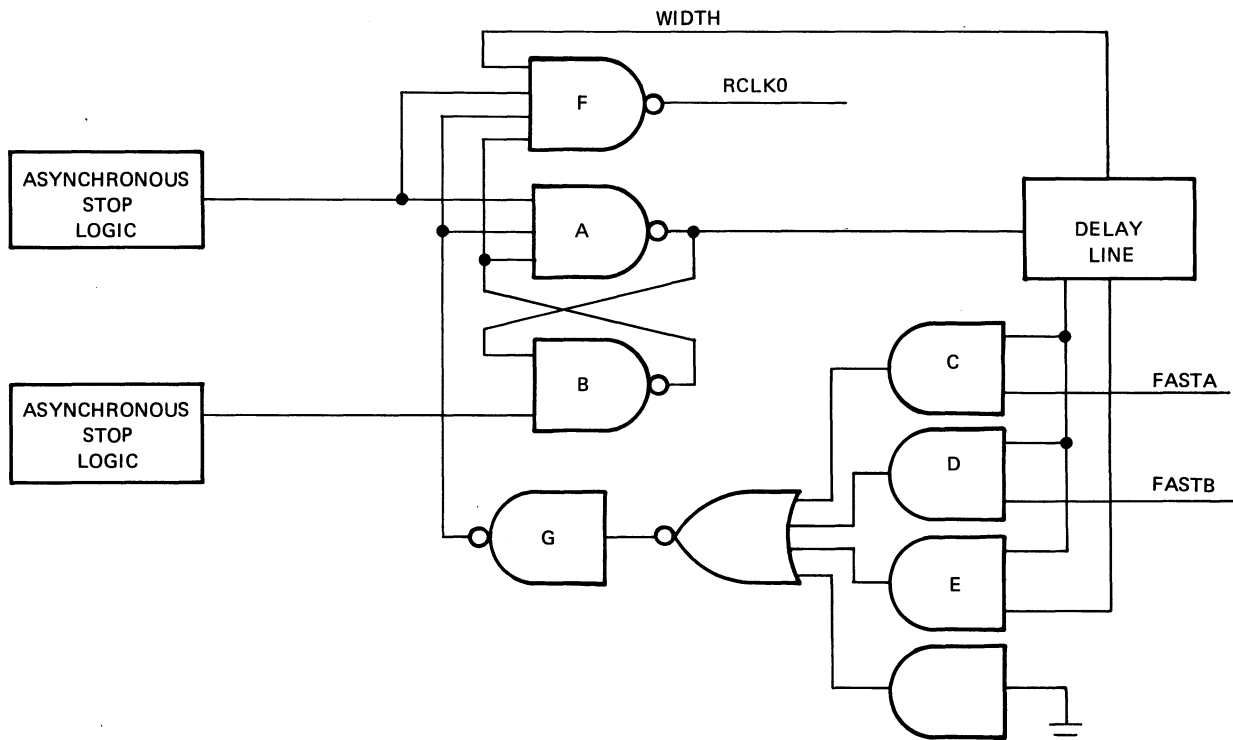 WIDTH
F
RCLK0
ASYNCHRONOUS
STOP
LOGIC
A
DELAY
LINE
B
C
FASTA
ASYNCHRONOUS
STOP
LOGIC
D
FASTB
G
E